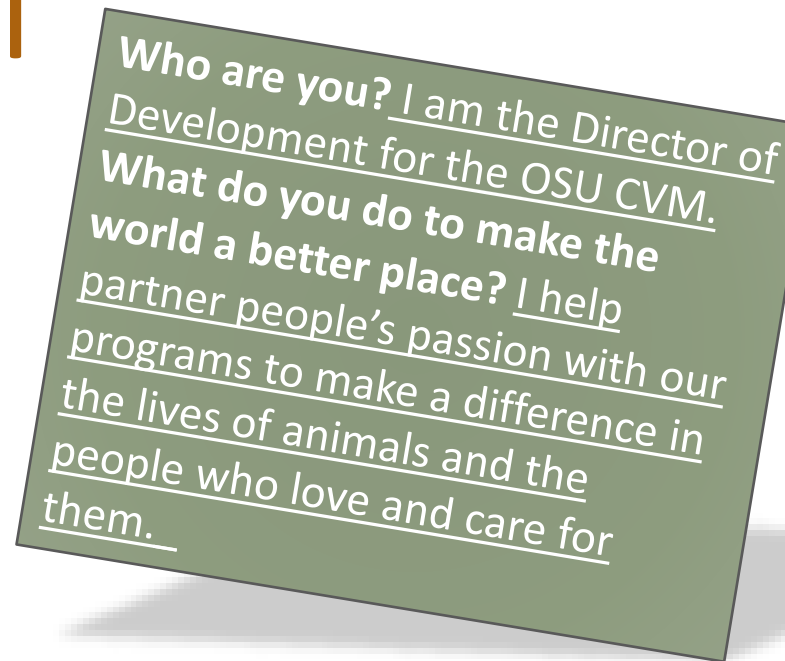 Who are you? I am the Director of
Development for the OSU CVM.
What do you do to make the
world a better place? I help
partner people’s passion with our
programs to make a difference in
the lives of animals and the
people who love and care for
them.